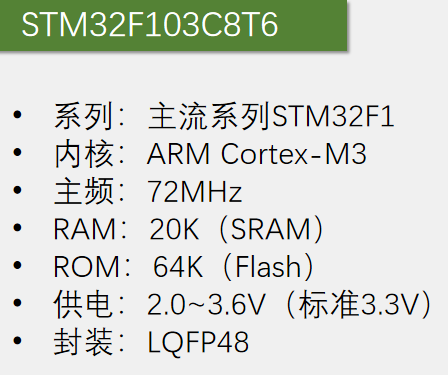 STM32F103C8T6
• 系列：主流系列STM32F1
• 内核：ARM Cortex-M3
• 主频：72MHz
• RAM：20K（SRAM）
• ROM：64K（Flash）
• 供电：2.0~3.6V（标准3.3V）
• 封装：LQFP48